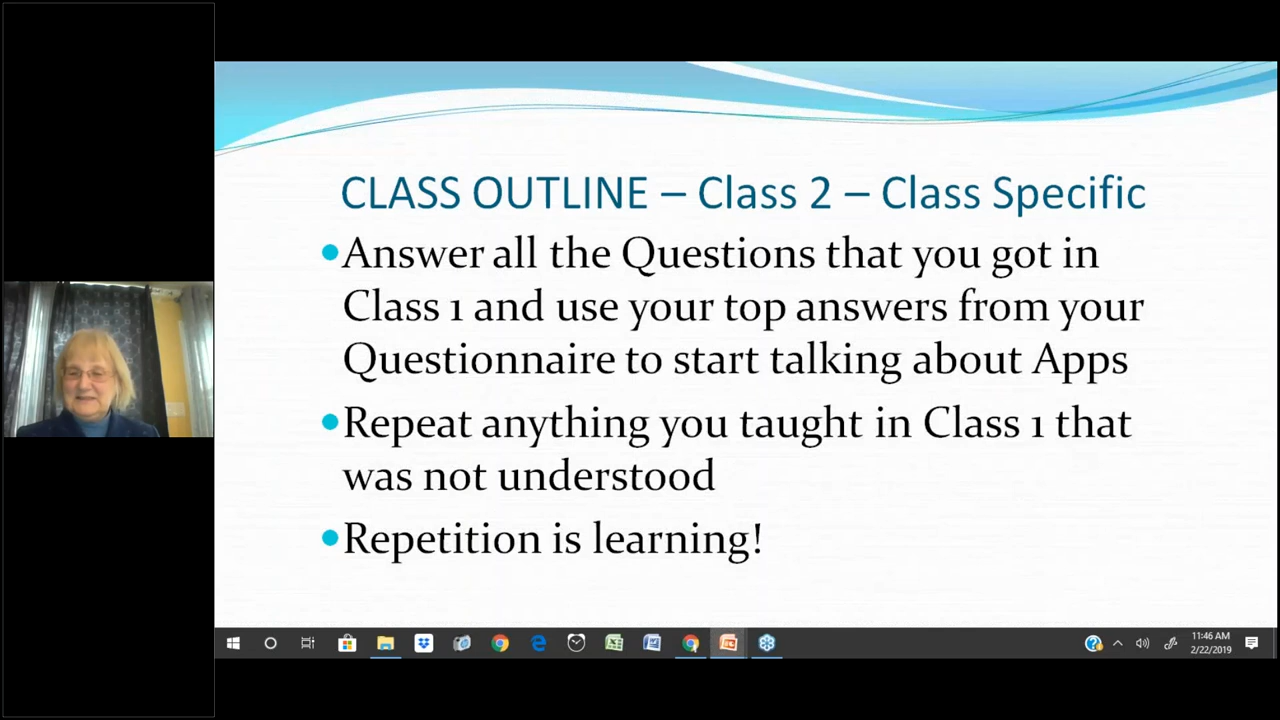 CLASS OUTLINE – Class 2 – Class Specific
•Answer all the Questions that you got in
Class 1 and use your top answers from your
Questionnaire to start talking about Apps
•Repeat anything you taught in Class 1 that
was not understood
•Repetition is learning!
11:46 AM
2/22/2019